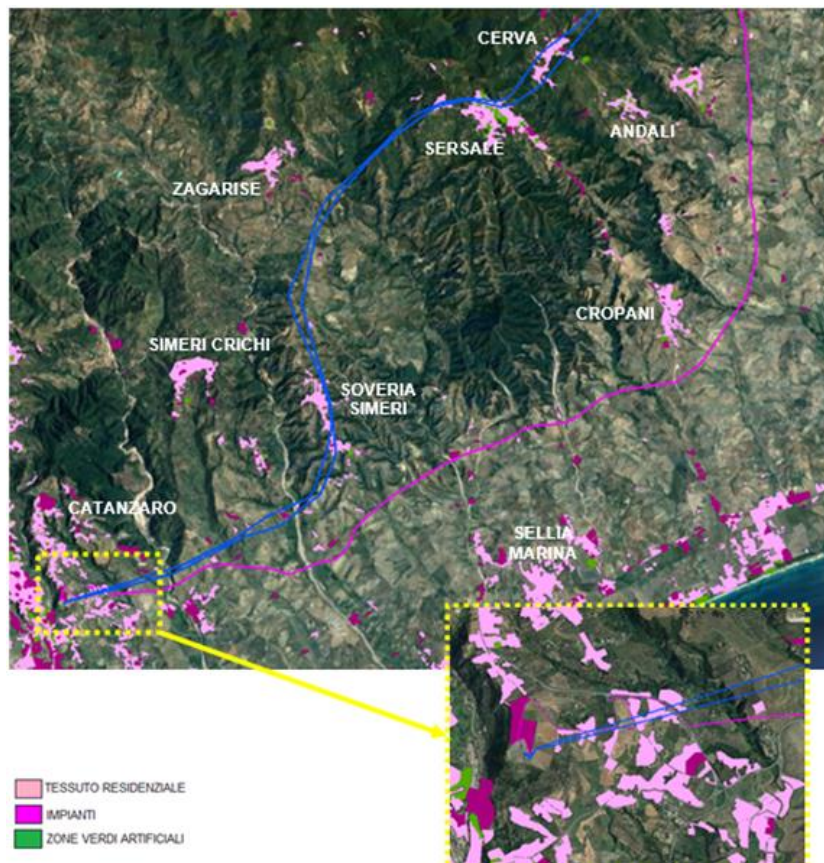 CERVA
ANDALI
SERSALE
ZAGARISE
CROPANI
SIMERI CRICHI
SOVERIA
SIMERI
CATANZARO
SELLIA
MARINA
TESSUTO RESIDENZIALE
IMPIANTI
ZONE VERDI ARTIFICIALI